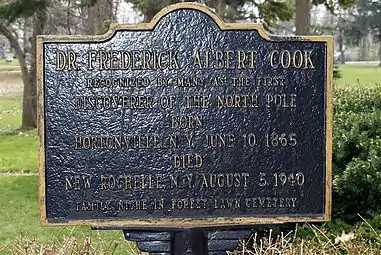 DR. FREDERICK ALBERT COOK
RECOGNIZED BY MANY AS THE FIRST
DISCOVERER OF THE NORTH POLE
BORN
HORTONVILLE, N.Y. JUNE 10, 1865
DIED
NEW ROCHELLE, N.Y. AUGUST 5, 1940
FAMILY NICHE IN FOREST LAWN CEMETERY